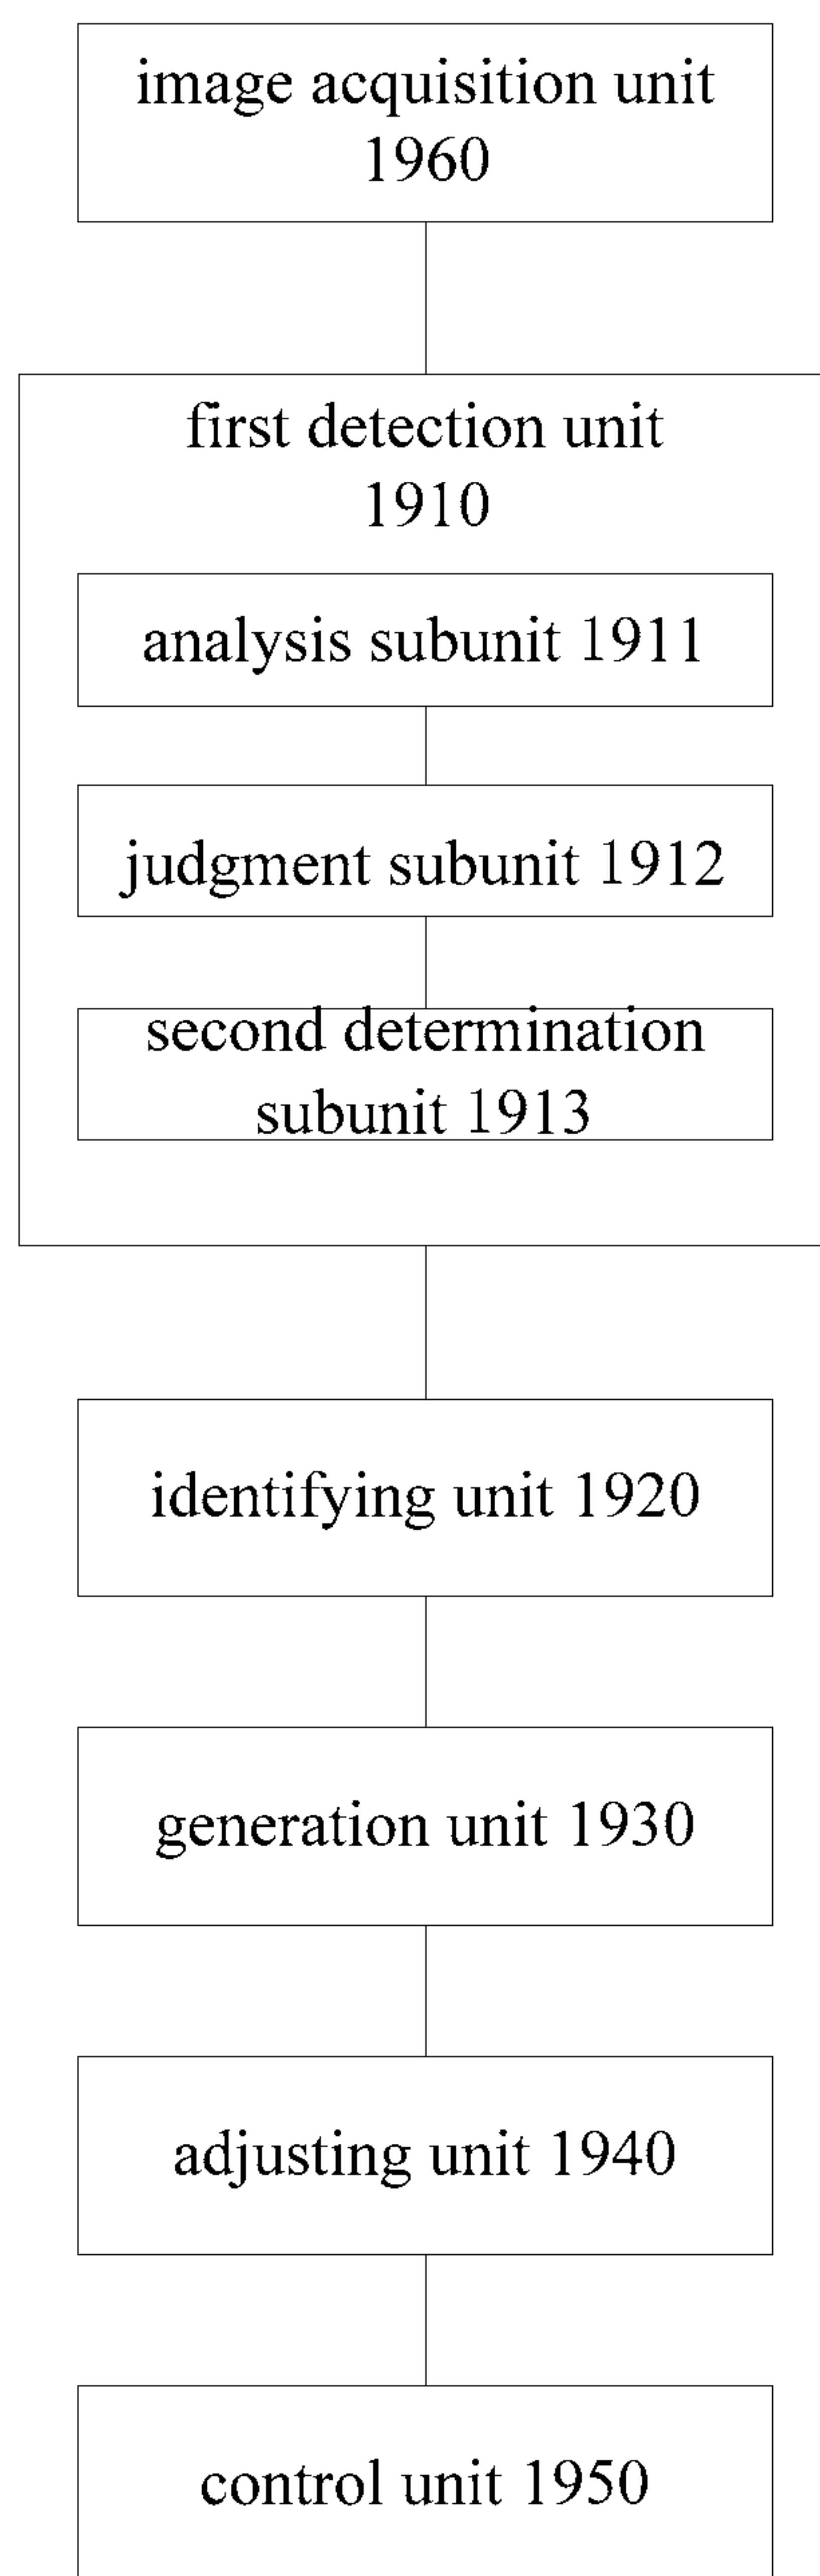 image acquisition unit
1960
first detection unit
1910
analysis subunit 1911
judgment subunit 1912
second determination
subunit 1913
identifying unit 1920
generation unit 1930
adjusting unit 1940
control unit 1950